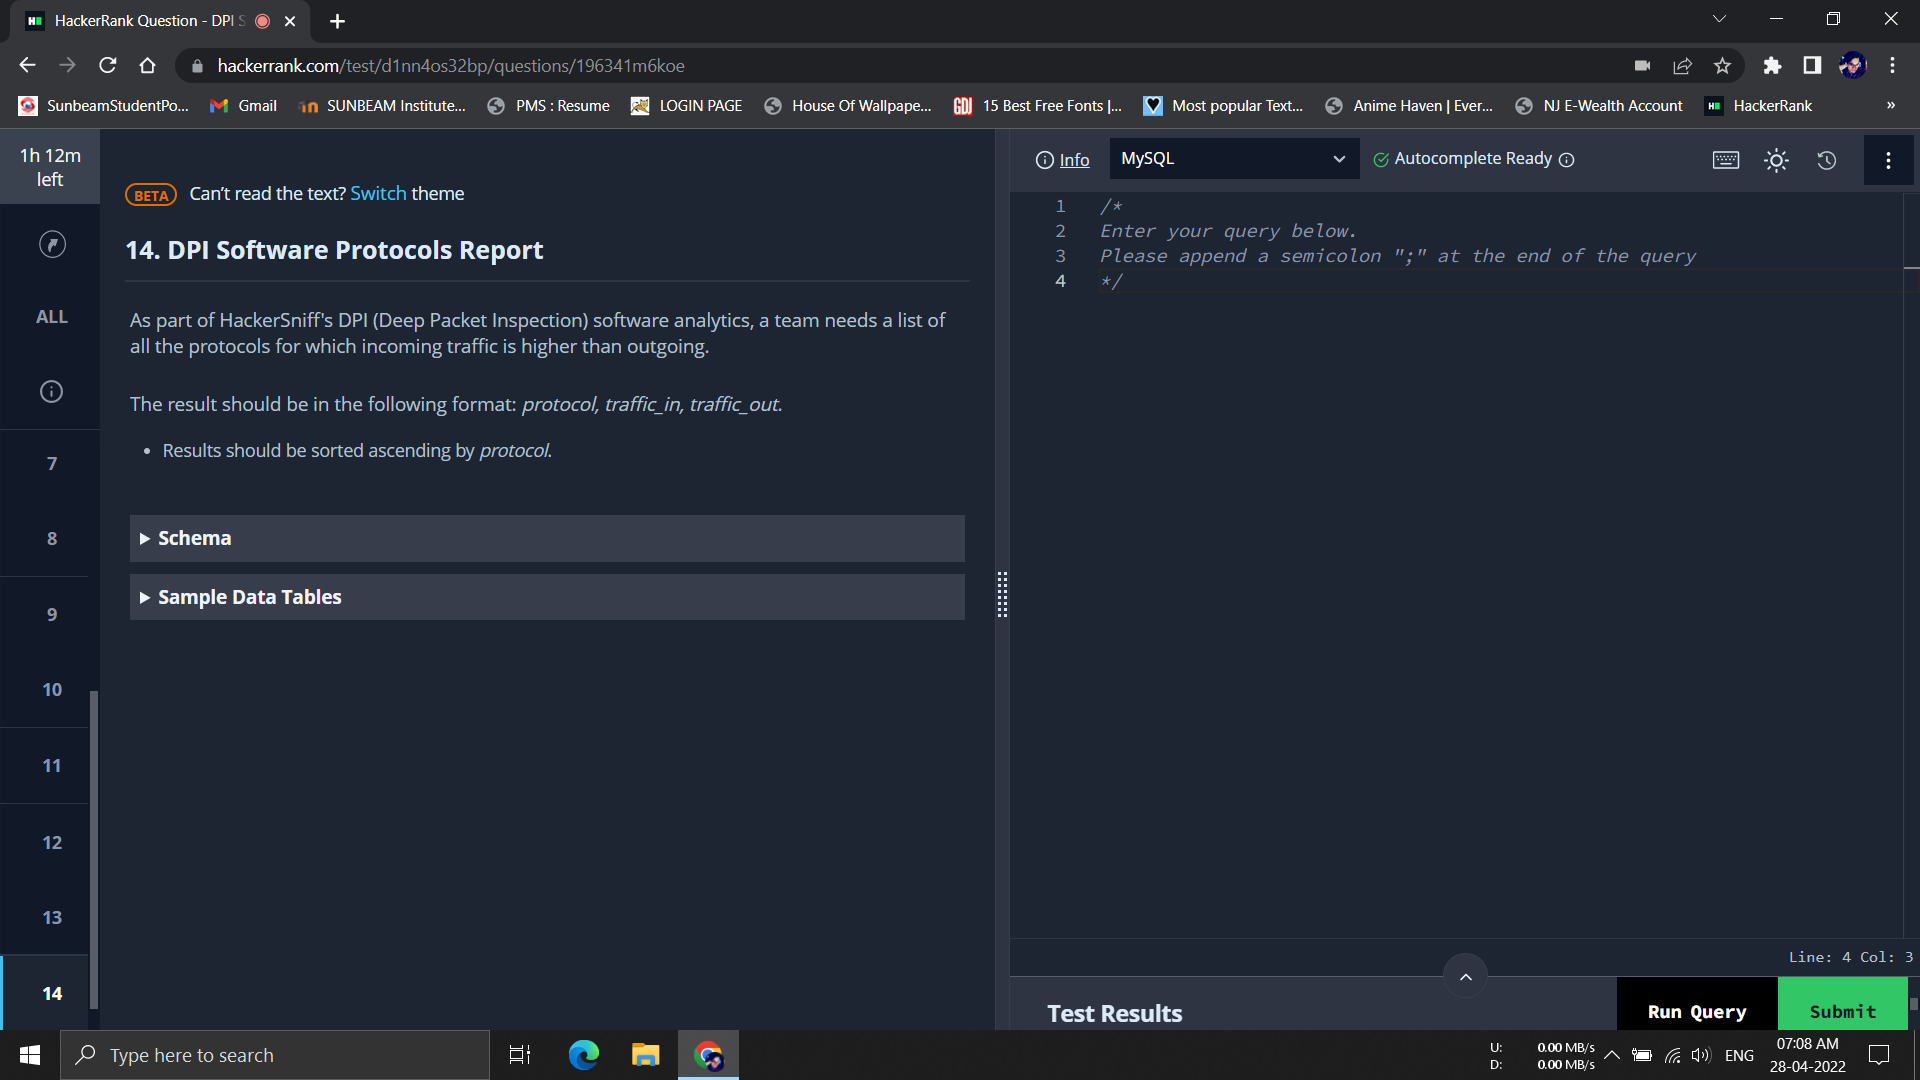 HackerRank Question - DPI S
hackerrank.com/test/d1nn4os32bp/questions/196341m6koe
SunbeamStudentPo...
Gmail
SUNBEAM Institute...
PMS : Resume
LOGIN PAGE
House Of Wallpape...
15 Best Free Fonts |...
Most popular Text...
Anime Haven | Ever...
NJ E-Wealth Account
HackerRank
»
1h 12m
left
BETA Can't read the text? Switch theme
14. DPI Software Protocols Report
As part of HackerSniff's DPI (Deep Packet Inspection) software analytics, a team needs a list of
all the protocols for which incoming traffic is higher than outgoing.
The result should be in the following format: protocol, traffic_in, traffic_out.
• Results should be sorted ascending by protocol.
Schema
Sample Data Tables
ALL
7
8
9
10
11
12
13
14
Info
MySQL
Autocomplete Ready
1 /*
2 Enter your query below.
3 Please append a semicolon ";" at the end of the query
4 */
Line: 4 Col: 3
Test Results
Run Query
Submit
Type here to search
U: 0.00 MB/s
D: 0.00 MB/s
ENG
07:08 AM
28-04-2022